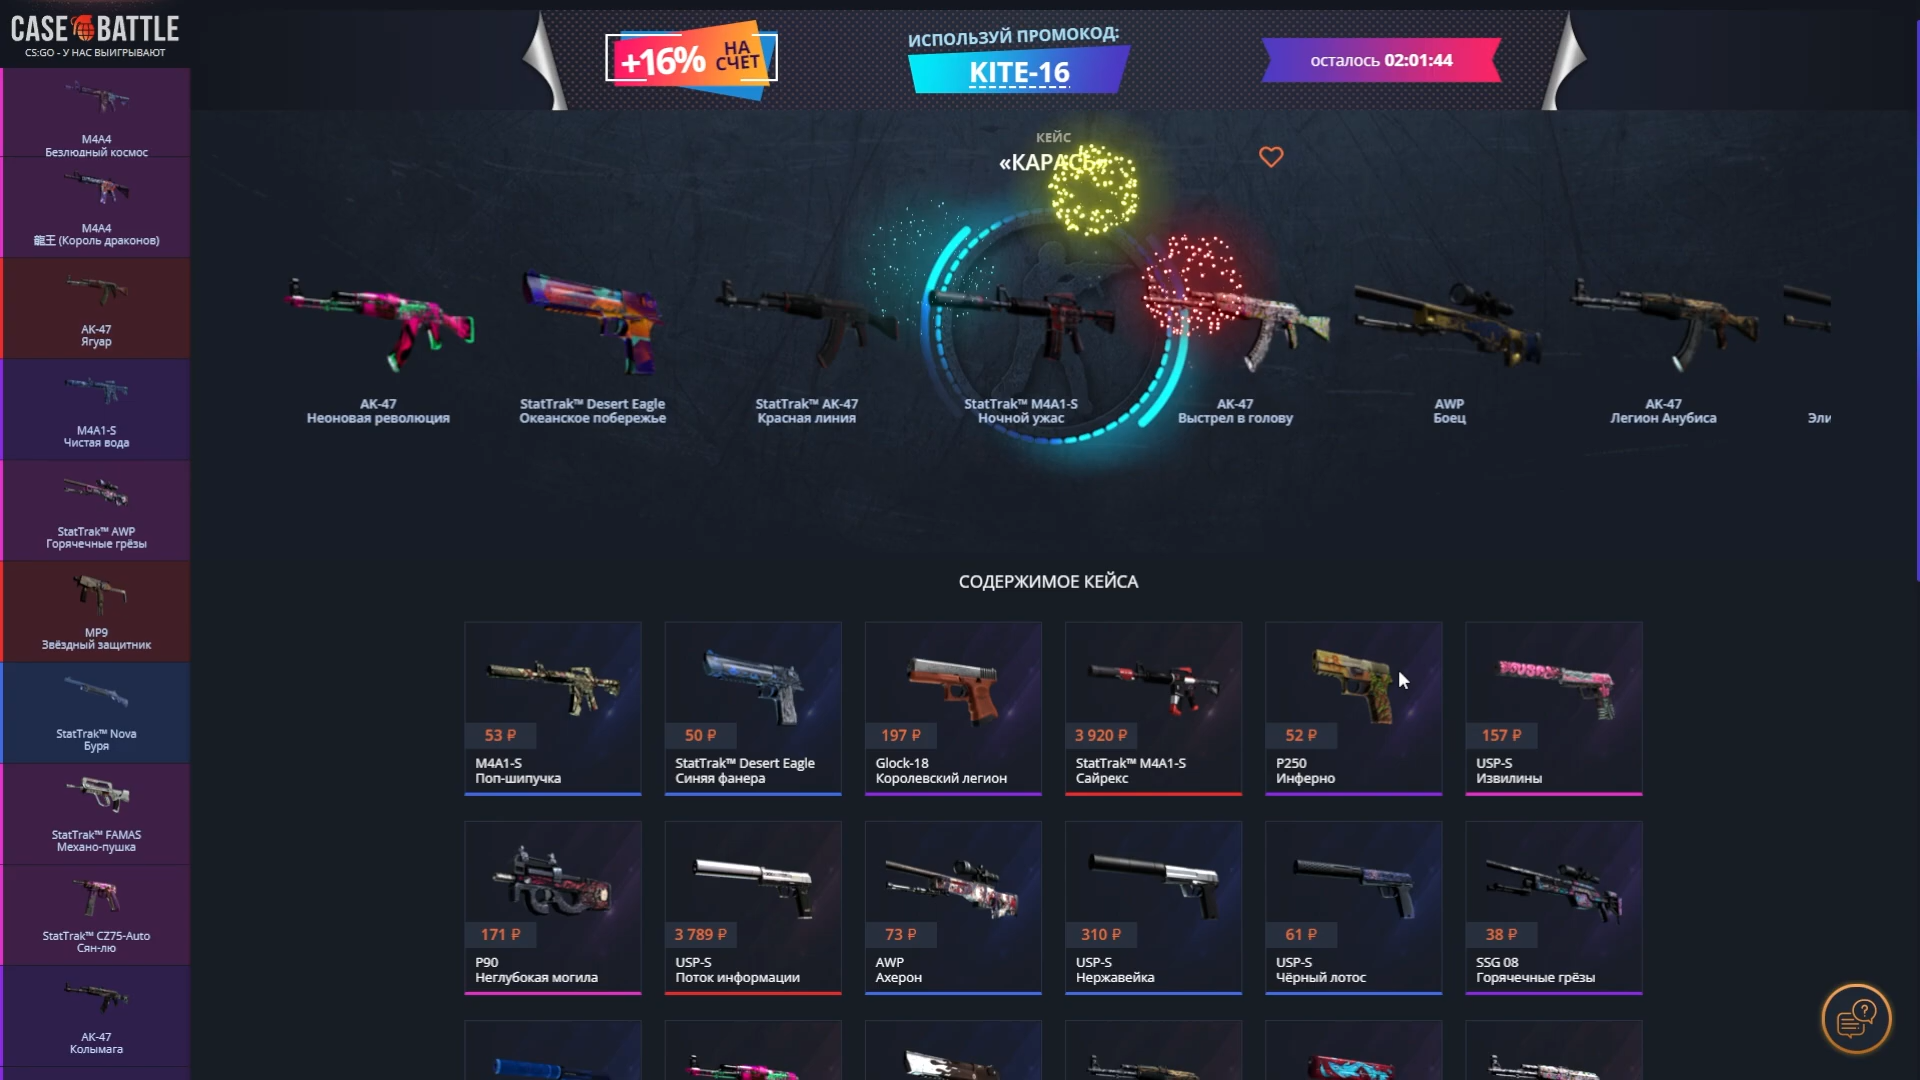 CASE BATTLE
CS:GO - У НАС ВЫИГРЫВАЮТ
M4A4
Безлюдный космос
M4A4
龍王 (Король драконов)
AK-47
Ягуар
M4A1-S
Чистая вода
StatTrak™ AWP
Горячечные грёзы
MP9
Звёздный защитник
StatTrak™ Nova
Буря
StatTrak™ FAMAS
Механо-пушка
StatTrak™ CZ75-Auto
Сян-лю
AK-47
Колымага
+16% НА СЧЕТ
ИСПОЛЬЗУЙ ПРОМОКОД:
KITE-16
осталось 02:01:44
КЕЙС
«КАРАСЬ»
AK-47
Неоновая революция
StatTrak™ Desert Eagle
Океанское побережье
StatTrak™ AK-47
Красная линия
StatTrak™ M4A1-S
Ночной ужас
AK-47
Выстрел в голову
AWP
Боец
AK-47
Легион Анубиса
Эли
СОДЕРЖИМОЕ КЕЙСА
53 ₽
M4A1-S
Поп-шипучка
50 ₽
StatTrak™ Desert Eagle
Синяя фанера
197 ₽
Glock-18
Королевский легион
3 920 ₽
StatTrak™ M4A1-S
Сайрекс
52 ₽
P250
Инферно
157 ₽
USP-S
Извилины
171 ₽
P90
Неглубокая могила
3 789 ₽
USP-S
Поток информации
73 ₽
AWP
Ахерон
310 ₽
USP-S
Нержавейка
61 ₽
USP-S
Чёрный лотос
38 ₽
SSG 08
Горячечные грёзы